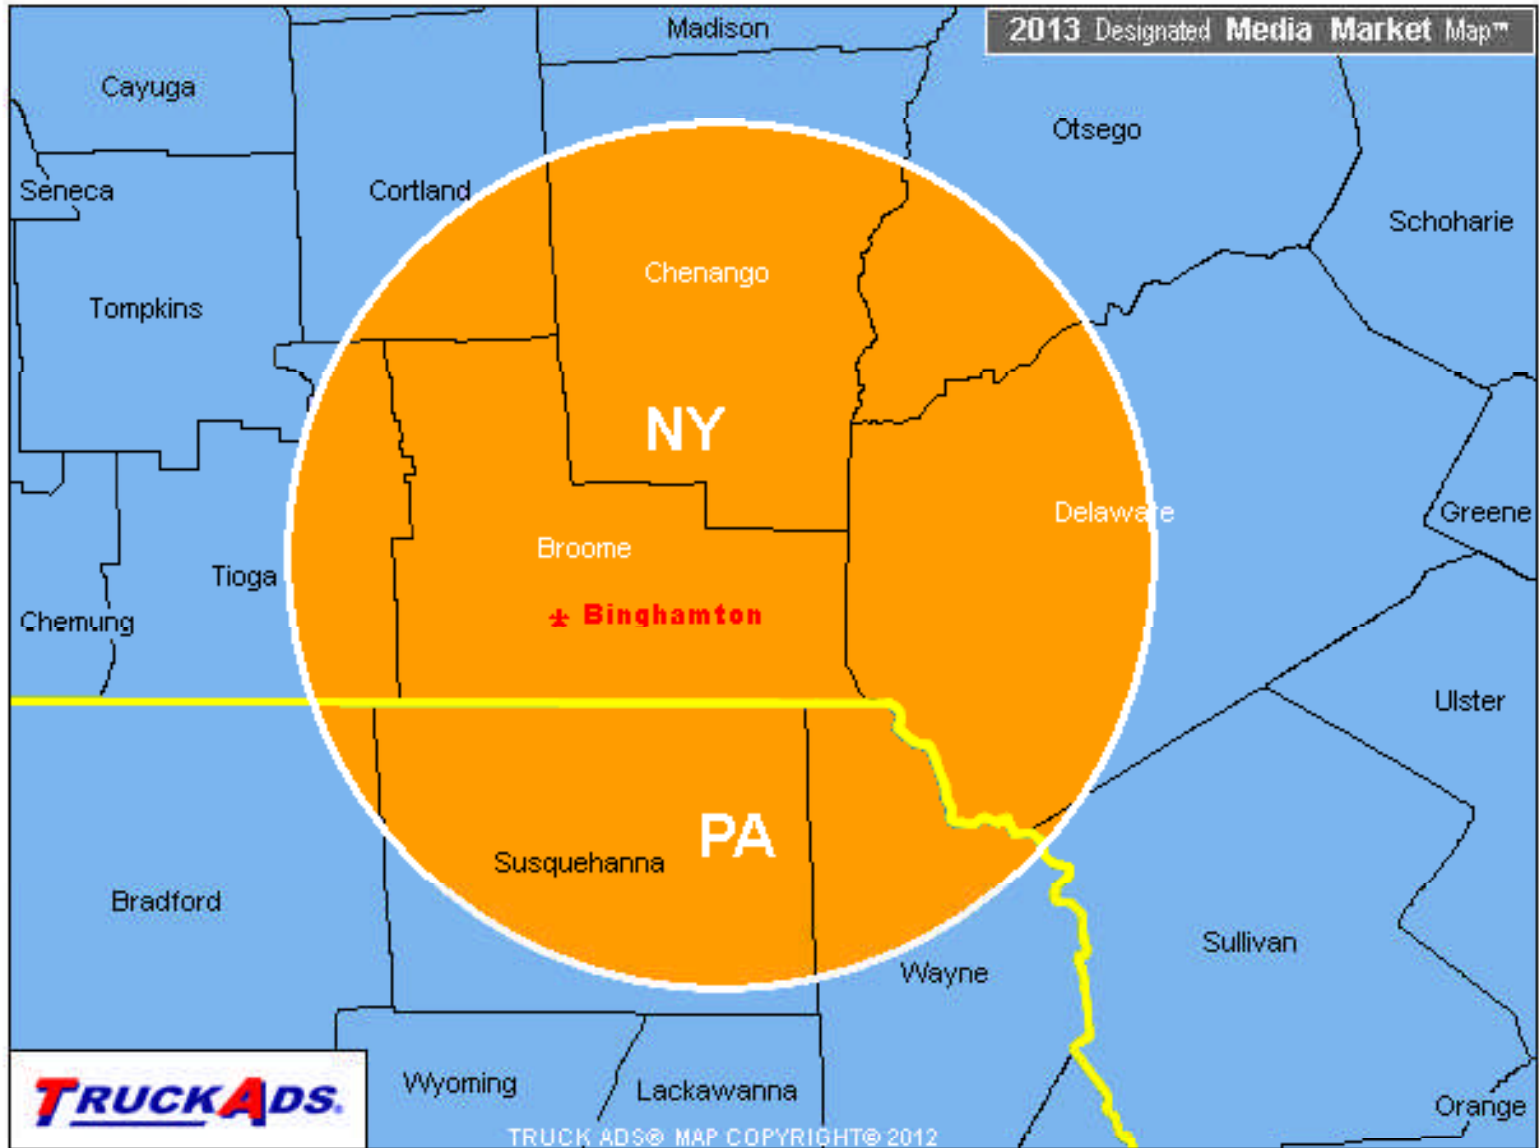 Madison
2013 Designated Media Market Map™
Cayuga
Otsego
Seneca
Cortland
Schoharie
Chenango
Tompkins
NY
Delaware
Greene
Broome
Tioga
Binghamton
Chemung
Ulster
PA
Susquehanna
Bradford
Sullivan
Wayne
Wyoming
Lackawanna
TRUCKADS.
Orange
TRUCK ADS® MAP COPYRIGHT© 2012